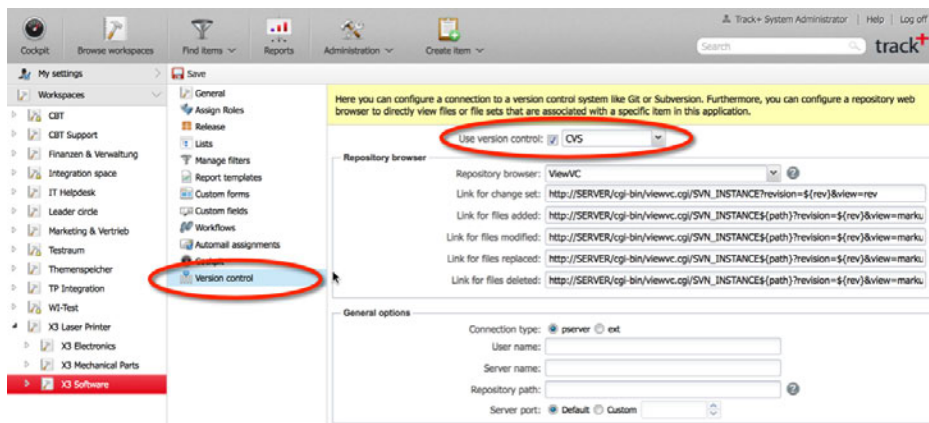 Track+ System Administrator | Help | Log off
Cockpit Browse workspaces Find items Reports Administration Create item
Search
track+
My settings
Workspaces
CBT
CBT Support
Finanzen & Verwaltung
Integration space
IT Helpdesk
Leader circle
Marketing & Vertrieb
Testraum
Themenspeicher
TP Integration
WI-Test
X3 Laser Printer
X3 Electronics
X3 Mechanical Parts
X3 Software
Save
General
Assign Roles
Release
Lists
Manage filters
Report templates
Custom forms
Custom fields
Workflows
Automail assignments
Cockpit
Version control
Here you can configure a connection to a version control system like Git or Subversion. Furthermore, you can configure a repository web
browser to directly view files or file sets that are associated with a specific item in this application.
Use version control: CVS
Repository browser
Repository browser: ViewVC
Link for change set: http://SERVER/cgi-bin/viewvc.cgi/SVN_INSTANCE?revision=${rev}&view=rev
Link for files added: http://SERVER/cgi-bin/viewvc.cgi/SVN_INSTANCE${path}?revision=${rev}&view=marku
Link for files modified: http://SERVER/cgi-bin/viewvc.cgi/SVN_INSTANCE${path}?revision=${rev}&view=marku
Link for files replaced: http://SERVER/cgi-bin/viewvc.cgi/SVN_INSTANCE${path}?revision=${rev}&view=marku
Link for files deleted: http://SERVER/cgi-bin/viewvc.cgi/SVN_INSTANCE${path}?revision=${rev}&view=marku
General options
Connection type: pserver ext
User name:
Server name:
Repository path:
Server port: Default Custom